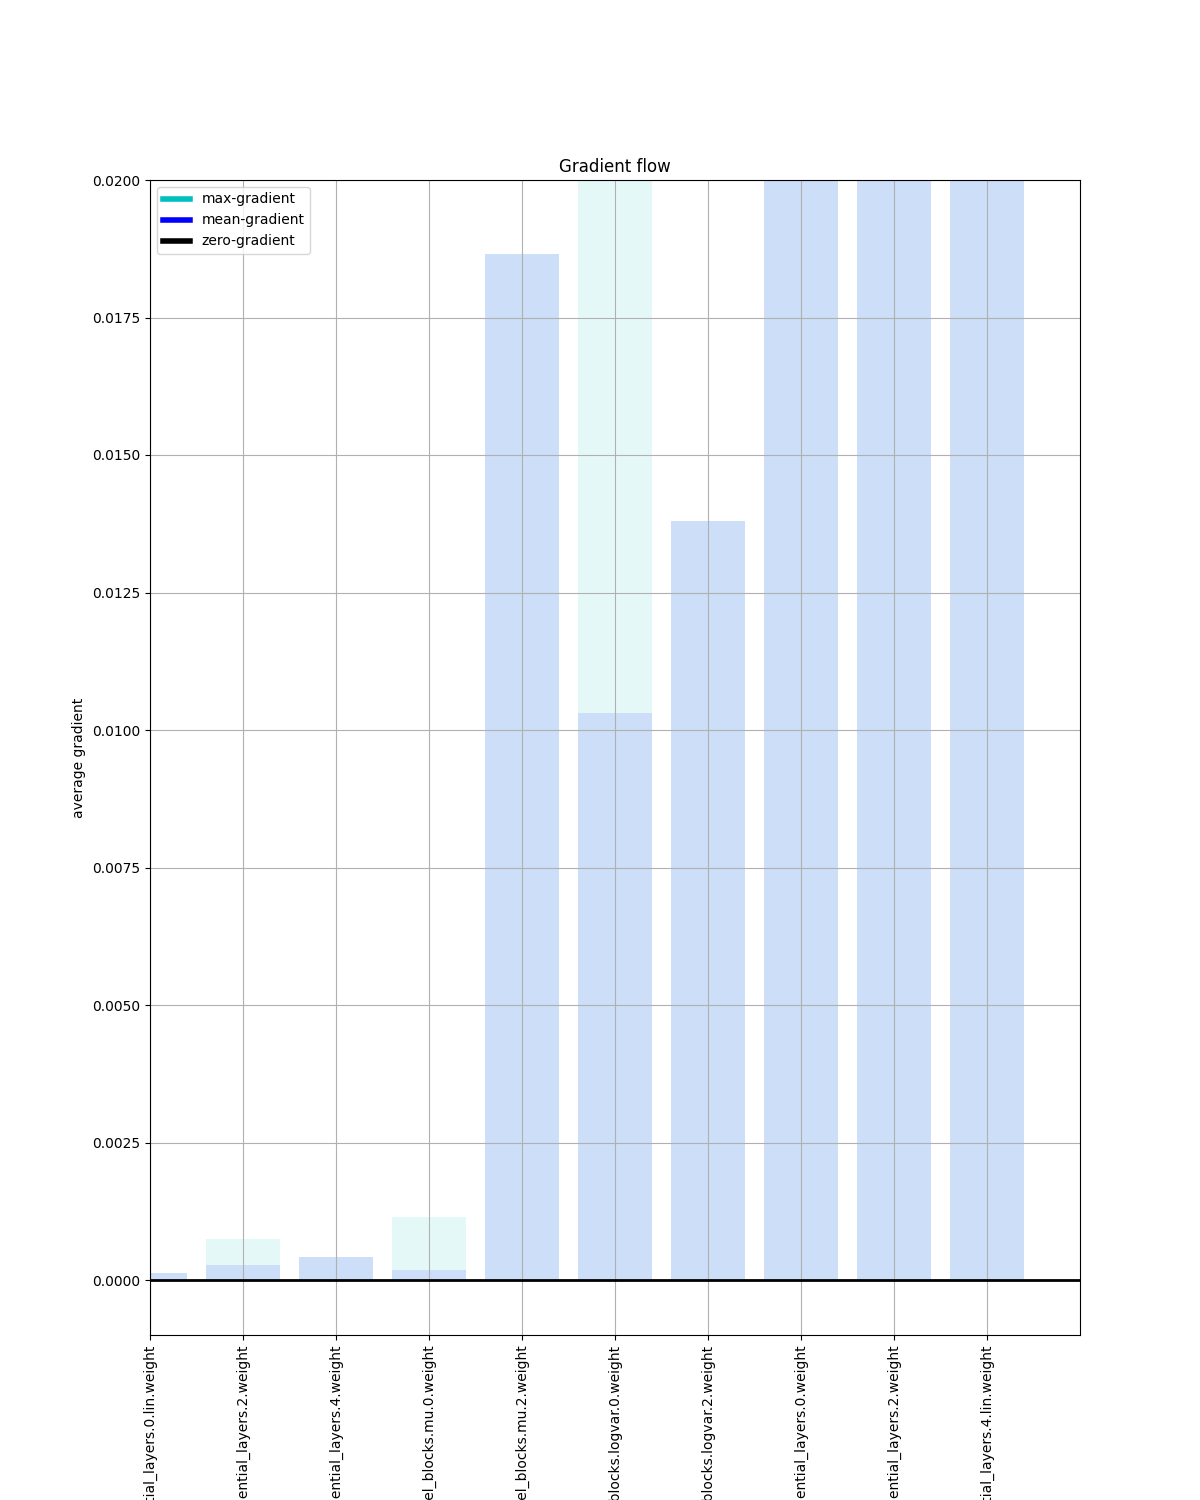 Gradient flow
max-gradient
mean-gradient
zero-gradient
0.0200
0.0175
0.0150
0.0125
0.0100
0.0075
0.0050
0.0025
0.0000
average gradient
tial_layers.0.lin.weight
ential_layers.2.weight
ential_layers.4.weight
el_blocks.mu.0.weight
el_blocks.mu.2.weight
blocks.logvar.0.weight
blocks.logvar.2.weight
ential_layers.0.weight
ential_layers.2.weight
tial_layers.4.lin.weight